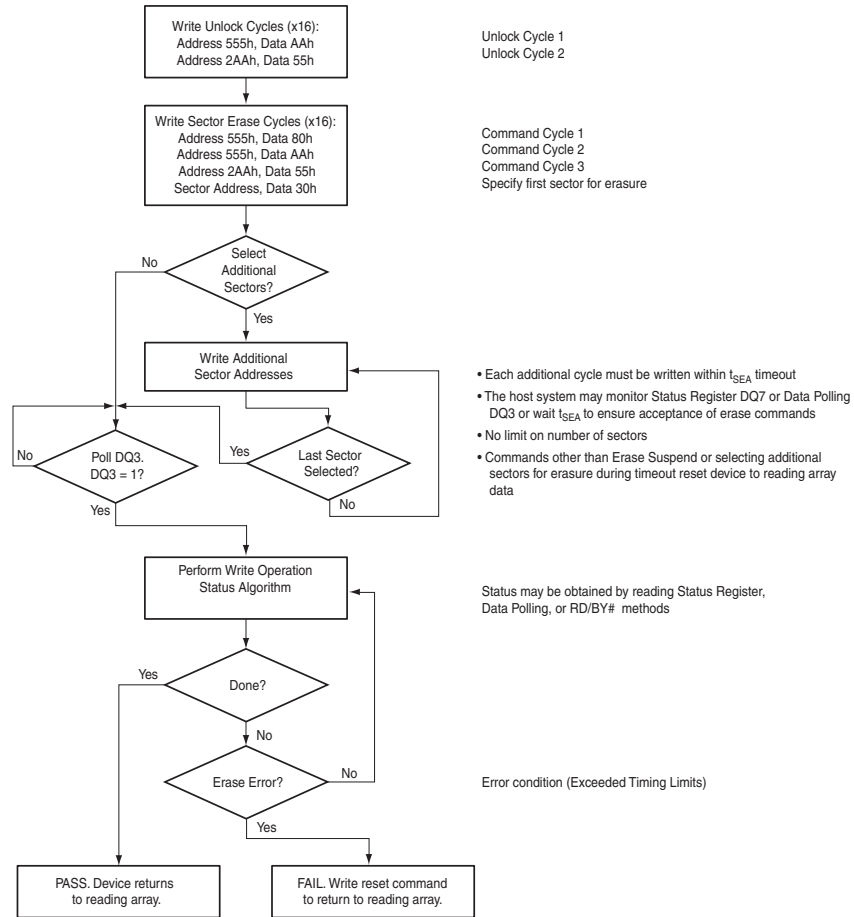 Write Unlock Cycles (x16):
Address 555h, Data AAh
Address 2AAh, Data 55h
Unlock Cycle 1
Unlock Cycle 2
Write Sector Erase Cycles (x16):
Address 555h, Data 80h
Address 555h, Data AAh
Address 2AAh, Data 55h
Sector Address, Data 30h
Command Cycle 1
Command Cycle 2
Command Cycle 3
Specify first sector for erasure
No
Select
Additional
Sectors?
Yes
Write Additional
Sector Addresses
• Each additional cycle must be written within tSEA timeout
• The host system may monitor Status Register DQ7 or Data Polling
DQ3 or wait tSEA to ensure acceptance of erase commands
• No limit on number of sectors
• Commands other than Erase Suspend or selecting additional
sectors for erasure during timeout reset device to reading array
data
No
Poll DQ3.
DQ3 = 1?
Yes
Yes
Last Sector
Selected?
No
Perform Write Operation
Status Algorithm
Status may be obtained by reading Status Register,
Data Polling, or RD/BY# methods
Yes
Done?
No
Erase Error?
No
Error condition (Exceeded Timing Limits)
Yes
PASS. Device returns
to reading array.
FAIL. Write reset command
to return to reading array.